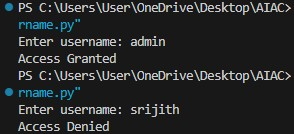 PS C:\Users\User\OneDrive\Desktop\AIAC>
rname.py"
Enter username: admin
Access Granted
PS C:\Users\User\OneDrive\Desktop\AIAC>
rname.py"
Enter username: srijith
Access Denied